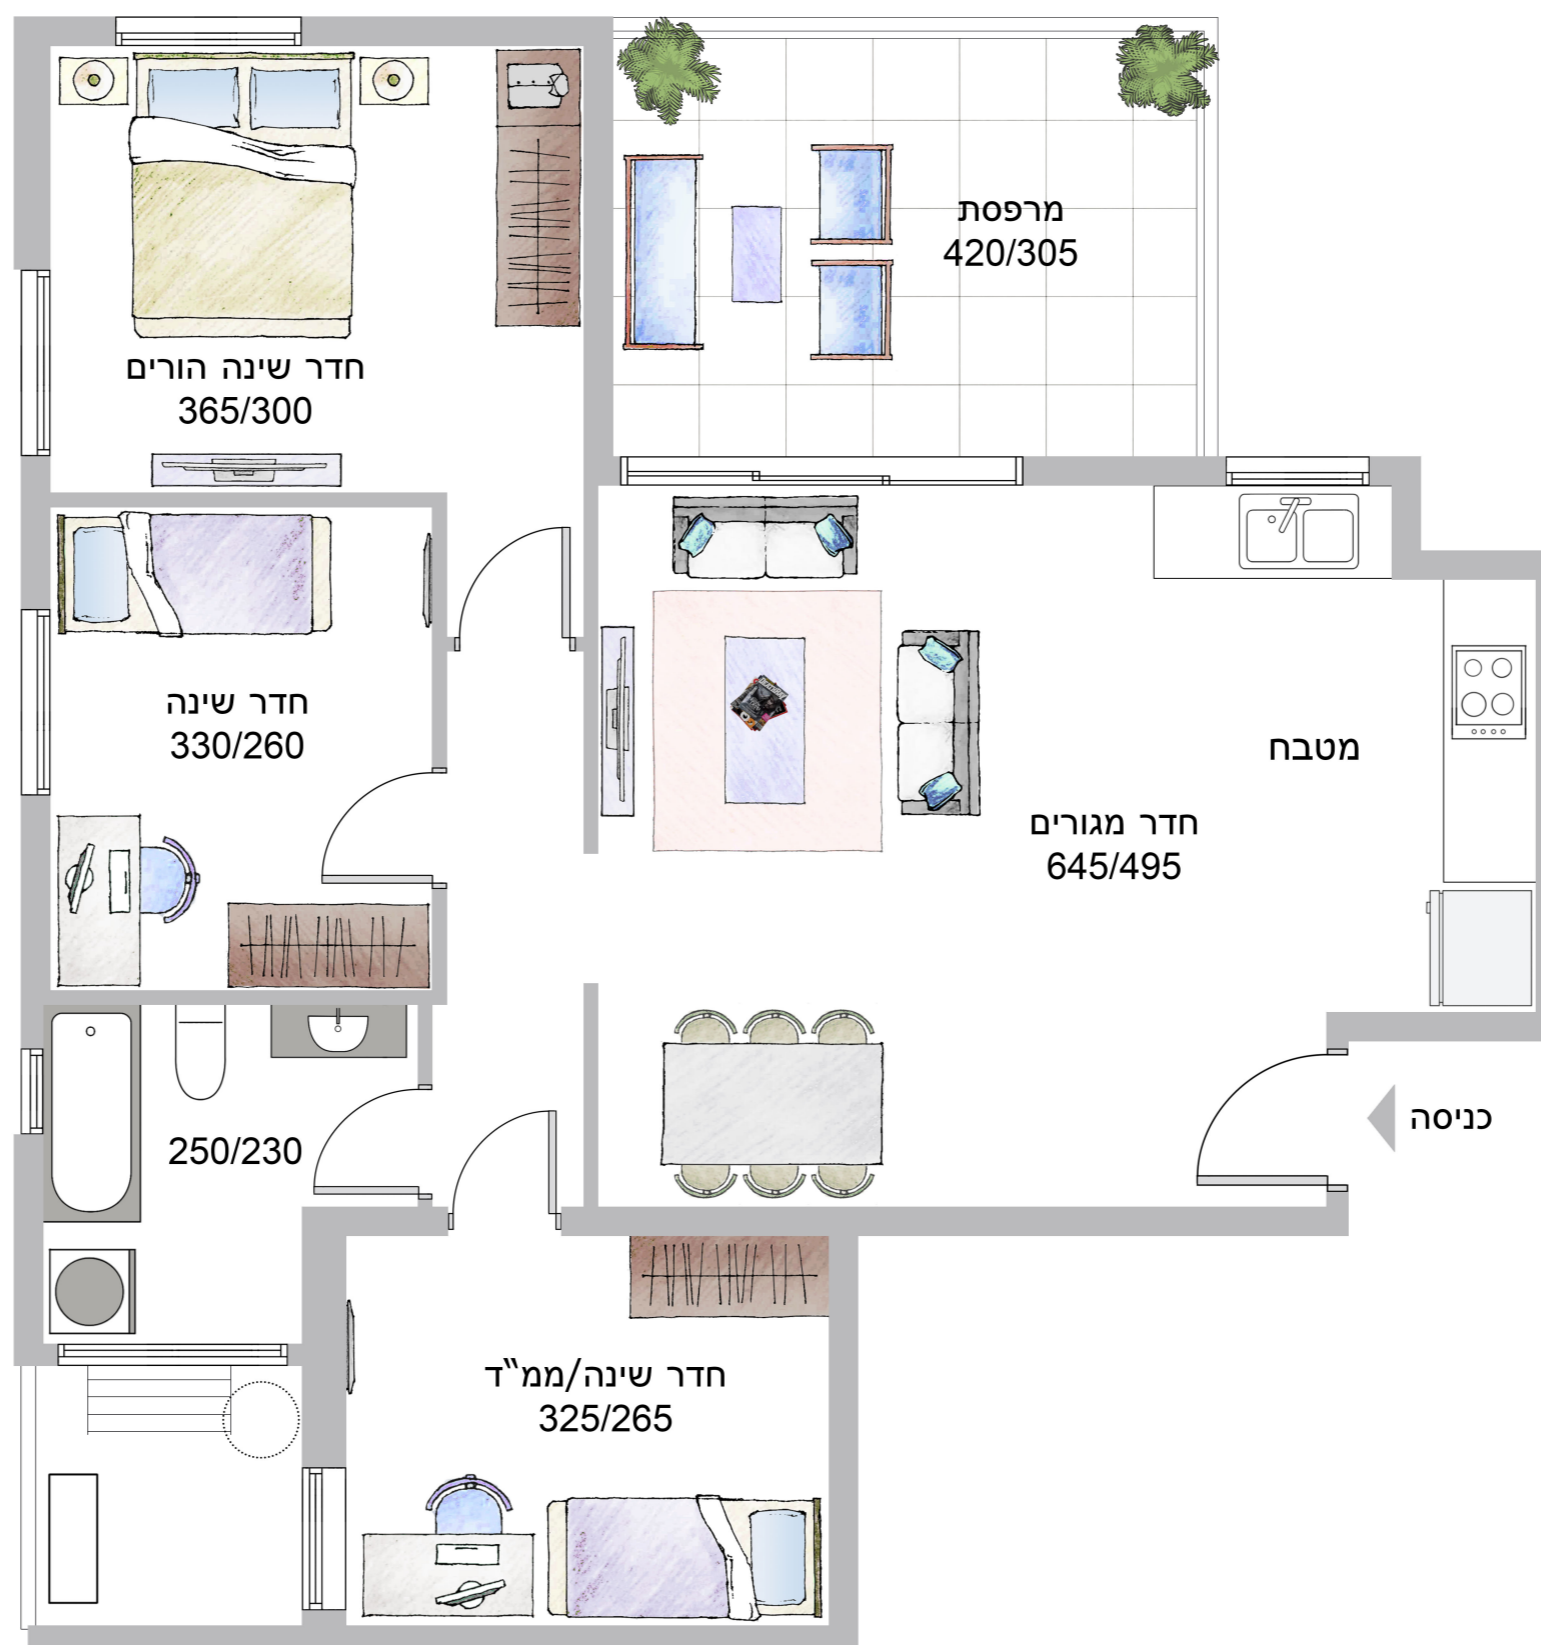 מרפסת
420/305
חדר שינה הורים
365/300
חדר שינה
330/260
מטבח
חדר מגורים
645/495
כניסה
250/230
חדר שינה/ממ“ד
325/265